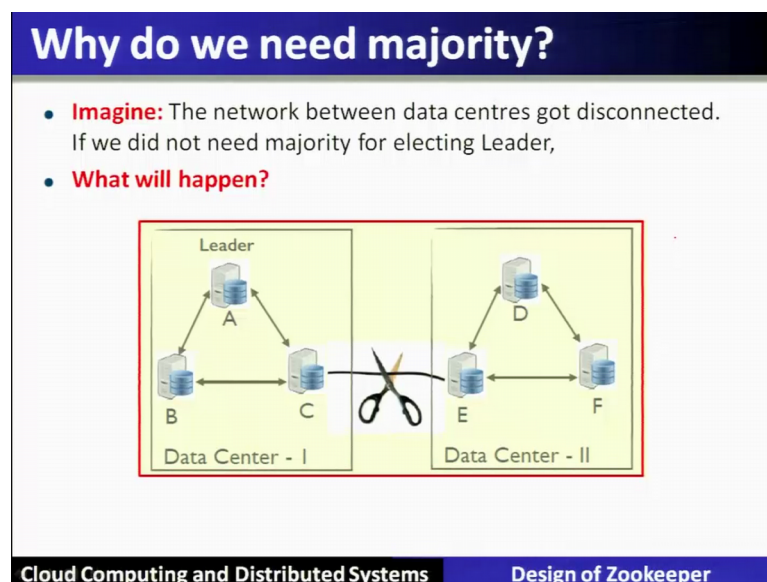 Why do we need majority?
Imagine: The network between data centres got disconnected.
If we did not need majority for electing Leader,
What will happen?
Leader
A
B
C
Data Center - I
D
E
F
Data Center - II
Cloud Computing and Distributed Systems
Design of Zookeeper